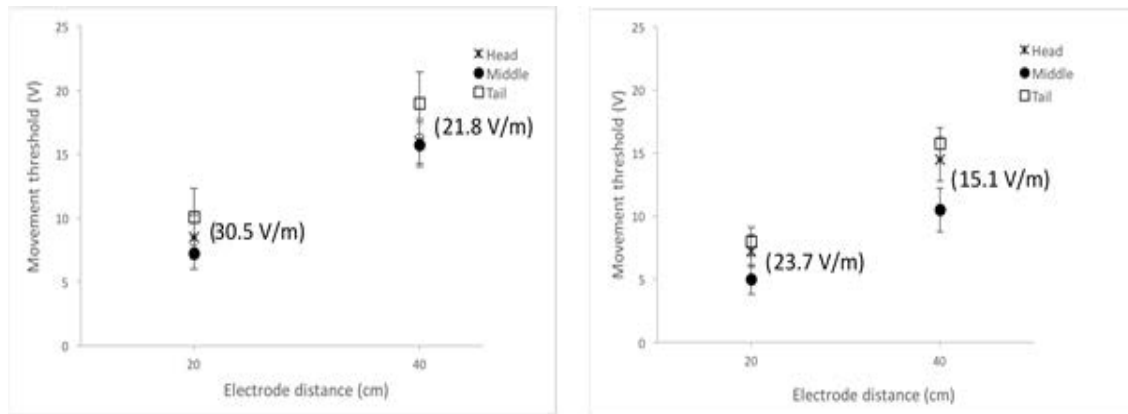 25
20
15
10
5
0
Movement threshold (V)
Head
Middle
Tail
(30.5 V/m)
(21.8 V/m)
20
40
Electrode distance (cm)
25
20
15
10
5
0
Movement threshold (V)
Head
Middle
Tail
(23.7 V/m)
(15.1 V/m)
20
40
Electrode distance (cm)